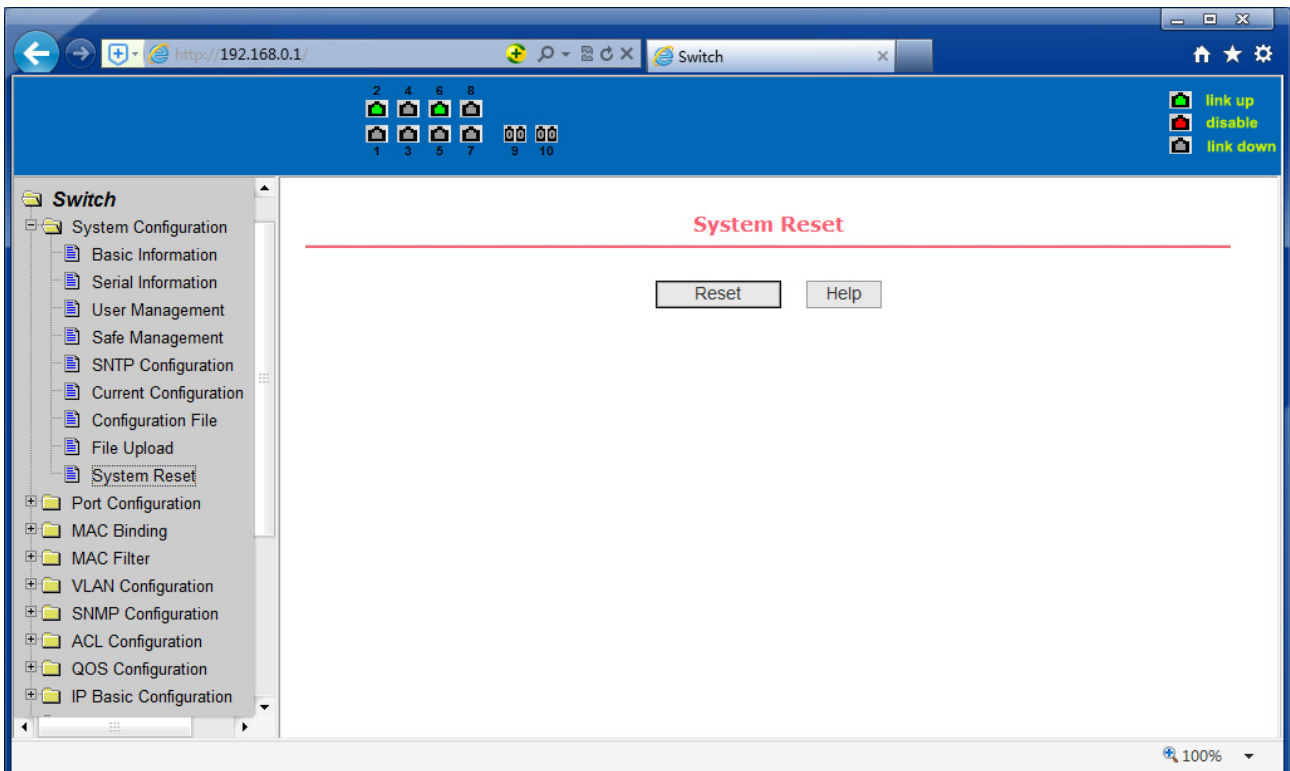 http://192.168.0.1/
Switch
2 4 6 8
1 3 5 7 9 10
link up
disable
link down
Switch
System Configuration
Basic Information
Serial Information
User Management
Safe Management
SNTP Configuration
Current Configuration
Configuration File
File Upload
System Reset
Port Configuration
MAC Binding
MAC Filter
VLAN Configuration
SNMP Configuration
ACL Configuration
QOS Configuration
IP Basic Configuration
System Reset
Reset Help
100%